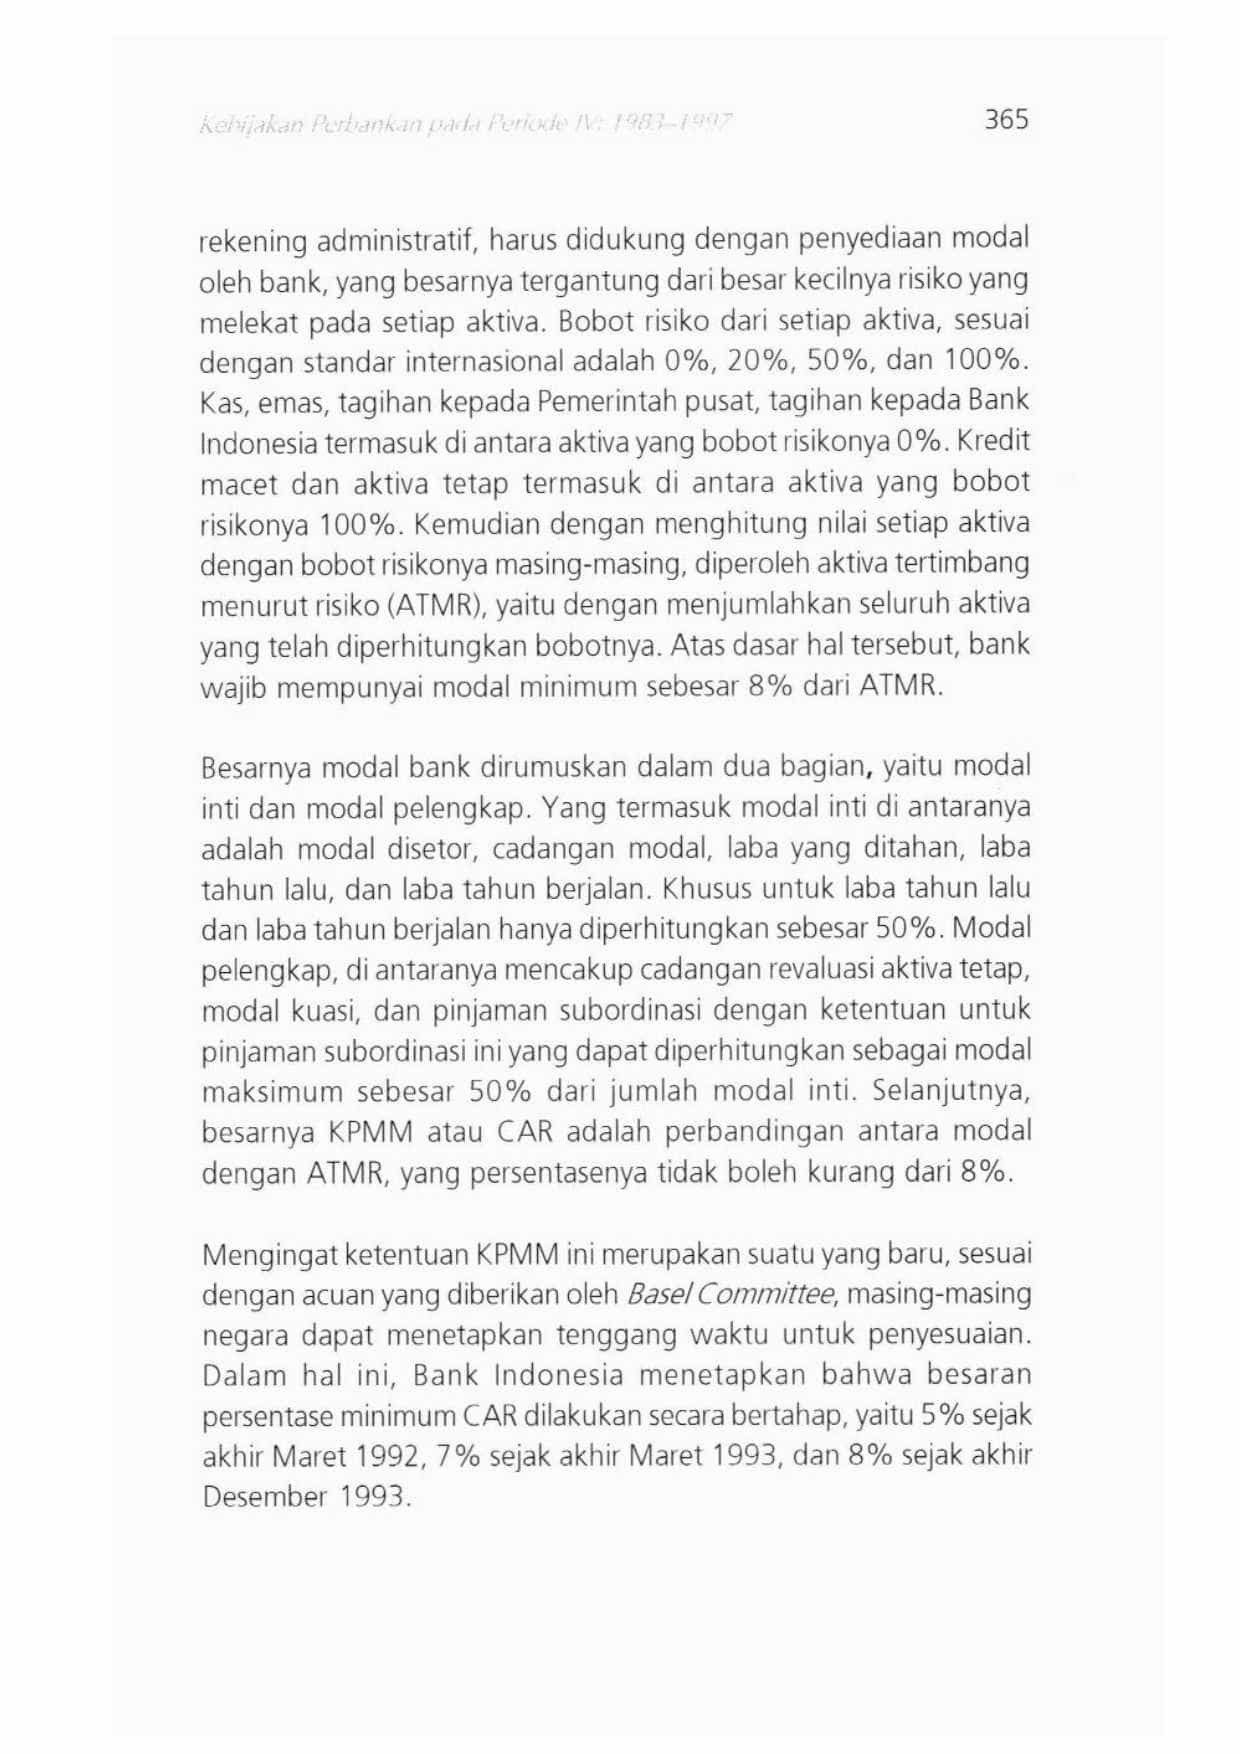 Kebijakan Perbankan pada Periode IV: 1983–1997 365
rekening administratif, harus didukung dengan penyediaan modal
oleh bank, yang besarnya tergantung dari besar kecilnya risiko yang
melekat pada setiap aktiva. Bobot risiko dari setiap aktiva, sesuai
dengan standar internasional adalah 0%, 20%, 50%, dan 100%.
Kas, emas, tagihan kepada Pemerintah pusat, tagihan kepada Bank
Indonesia termasuk di antara aktiva yang bobot risikonya 0%. Kredit
macet dan aktiva tetap termasuk di antara aktiva yang bobot
risikonya 100%. Kemudian dengan menghitung nilai setiap aktiva
dengan bobot risikonya masing-masing, diperoleh aktiva tertimbang
menurut risiko (ATMR), yaitu dengan menjumlahkan seluruh aktiva
yang telah diperhitungkan bobotnya. Atas dasar hal tersebut, bank
wajib mempunyai modal minimum sebesar 8% dari ATMR.
Besarnya modal bank dirumuskan dalam dua bagian, yaitu modal
inti dan modal pelengkap. Yang termasuk modal inti di antaranya
adalah modal disetor, cadangan modal, laba yang ditahan, laba
tahun lalu, dan laba tahun berjalan. Khusus untuk laba tahun lalu
dan laba tahun berjalan hanya diperhitungkan sebesar 50%. Modal
pelengkap, di antaranya mencakup cadangan revaluasi aktiva tetap,
modal kuasi, dan pinjaman subordinasi dengan ketentuan untuk
pinjaman subordinasi ini yang dapat diperhitungkan sebagai modal
maksimum sebesar 50% dari jumlah modal inti. Selanjutnya,
besarnya KPMM atau CAR adalah perbandingan antara modal
dengan ATMR, yang persentasenya tidak boleh kurang dari 8%.
Mengingat ketentuan KPMM ini merupakan suatu yang baru, sesuai
dengan acuan yang diberikan oleh Basel Committee, masing-masing
negara dapat menetapkan tenggang waktu untuk penyesuaian.
Dalam hal ini, Bank Indonesia menetapkan bahwa besaran
persentase minimum CAR dilakukan secara bertahap, yaitu 5% sejak
akhir Maret 1992, 7% sejak akhir Maret 1993, dan 8% sejak akhir
Desember 1993.